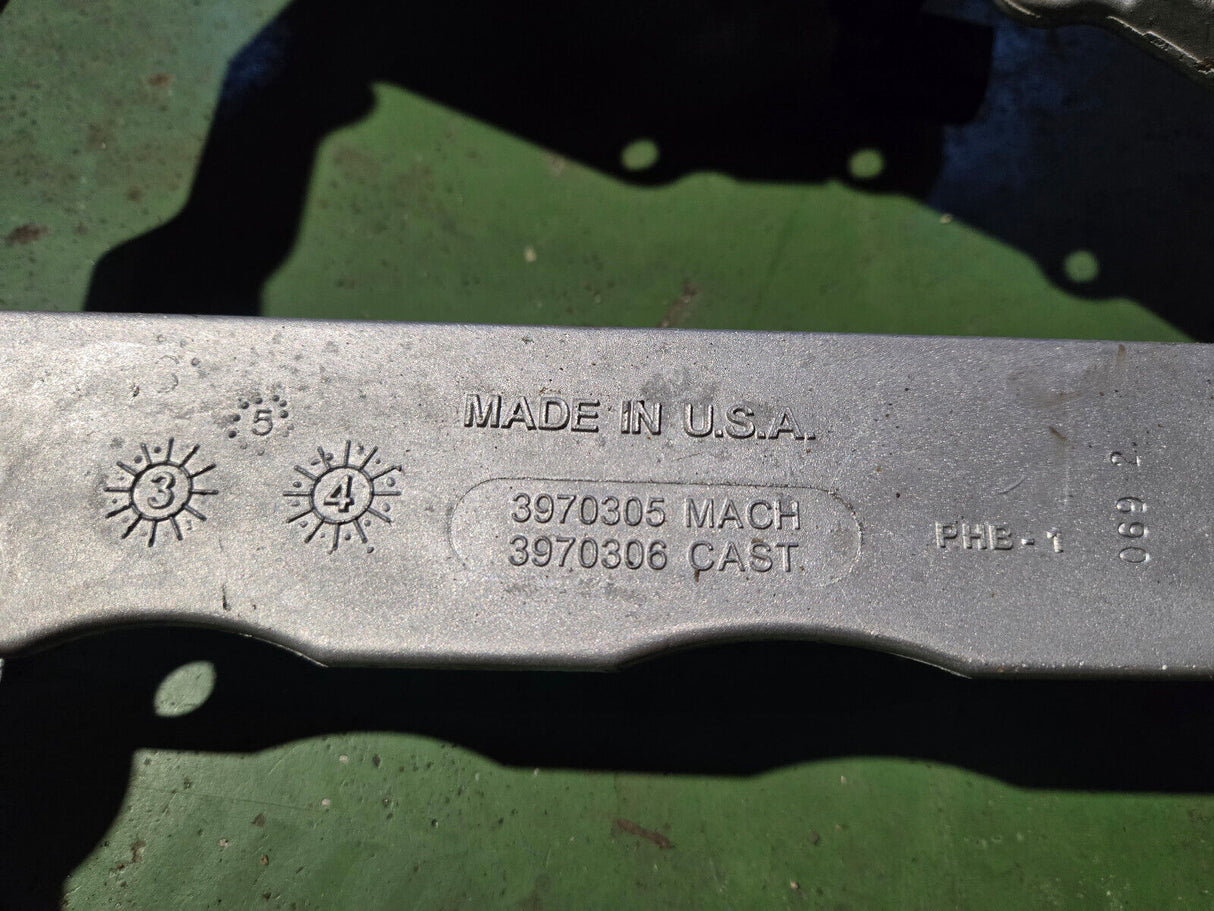 5
3
4
MADE IN U.S.A.
3970305 MACH
3970306 CAST.
PHB-1
069 2